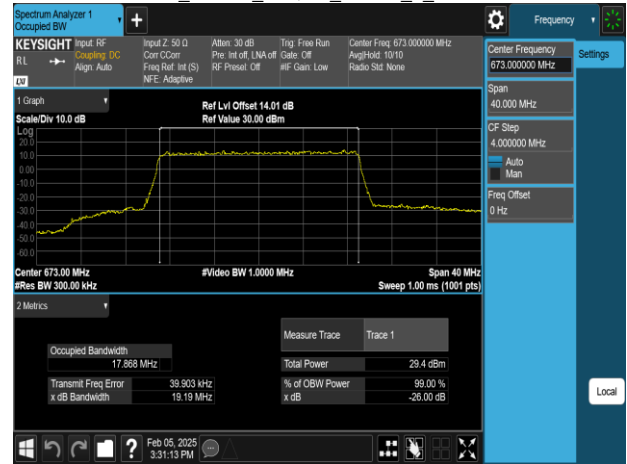 Spectrum Analyzer 1
Occupied BW
Frequency
KEYSIGHT
RL
LXI
Input: RF
Coupling: DC
Align: Auto
Input Z: 50 Ω
Corr CCorr
Freq Ref: Int (S)
NFE: Adaptive
Atten: 30 dB
Pre: Int off, LNA off
RF Presel: Off
Trig: Free Run
Gate: Off
#IF Gain: Low
Center Freq: 673.000000 MHz
Avg|Hold: 10/10
Radio Std: None
Center Frequency
673.000000 MHz
Settings
Span
40.000 MHz
CF Step
4.000000 MHz
Auto
Man
Freq Offset
0 Hz
Local
1 Graph
Scale/Div 10.0 dB
Ref Lvl Offset 14.01 dB
Ref Value 30.00 dBm
Log
20.0
10.0
0.00
-10.0
-20.0
-30.0
-40.0
-50.0
-60.0
Center 673.00 MHz
#Video BW 1.0000 MHz
Span 40 MHz
#Res BW 300.00 kHz
Sweep 1.00 ms (1001 pts)
2 Metrics
Measure Trace Trace 1
Occupied Bandwidth
17.868 MHz
Total Power 29.4 dBm
Transmit Freq Error 39.903 kHz
% of OBW Power 99.00 %
x dB Bandwidth 19.19 MHz
x dB -26.00 dB
Feb 05, 2025
3:31:13 PM